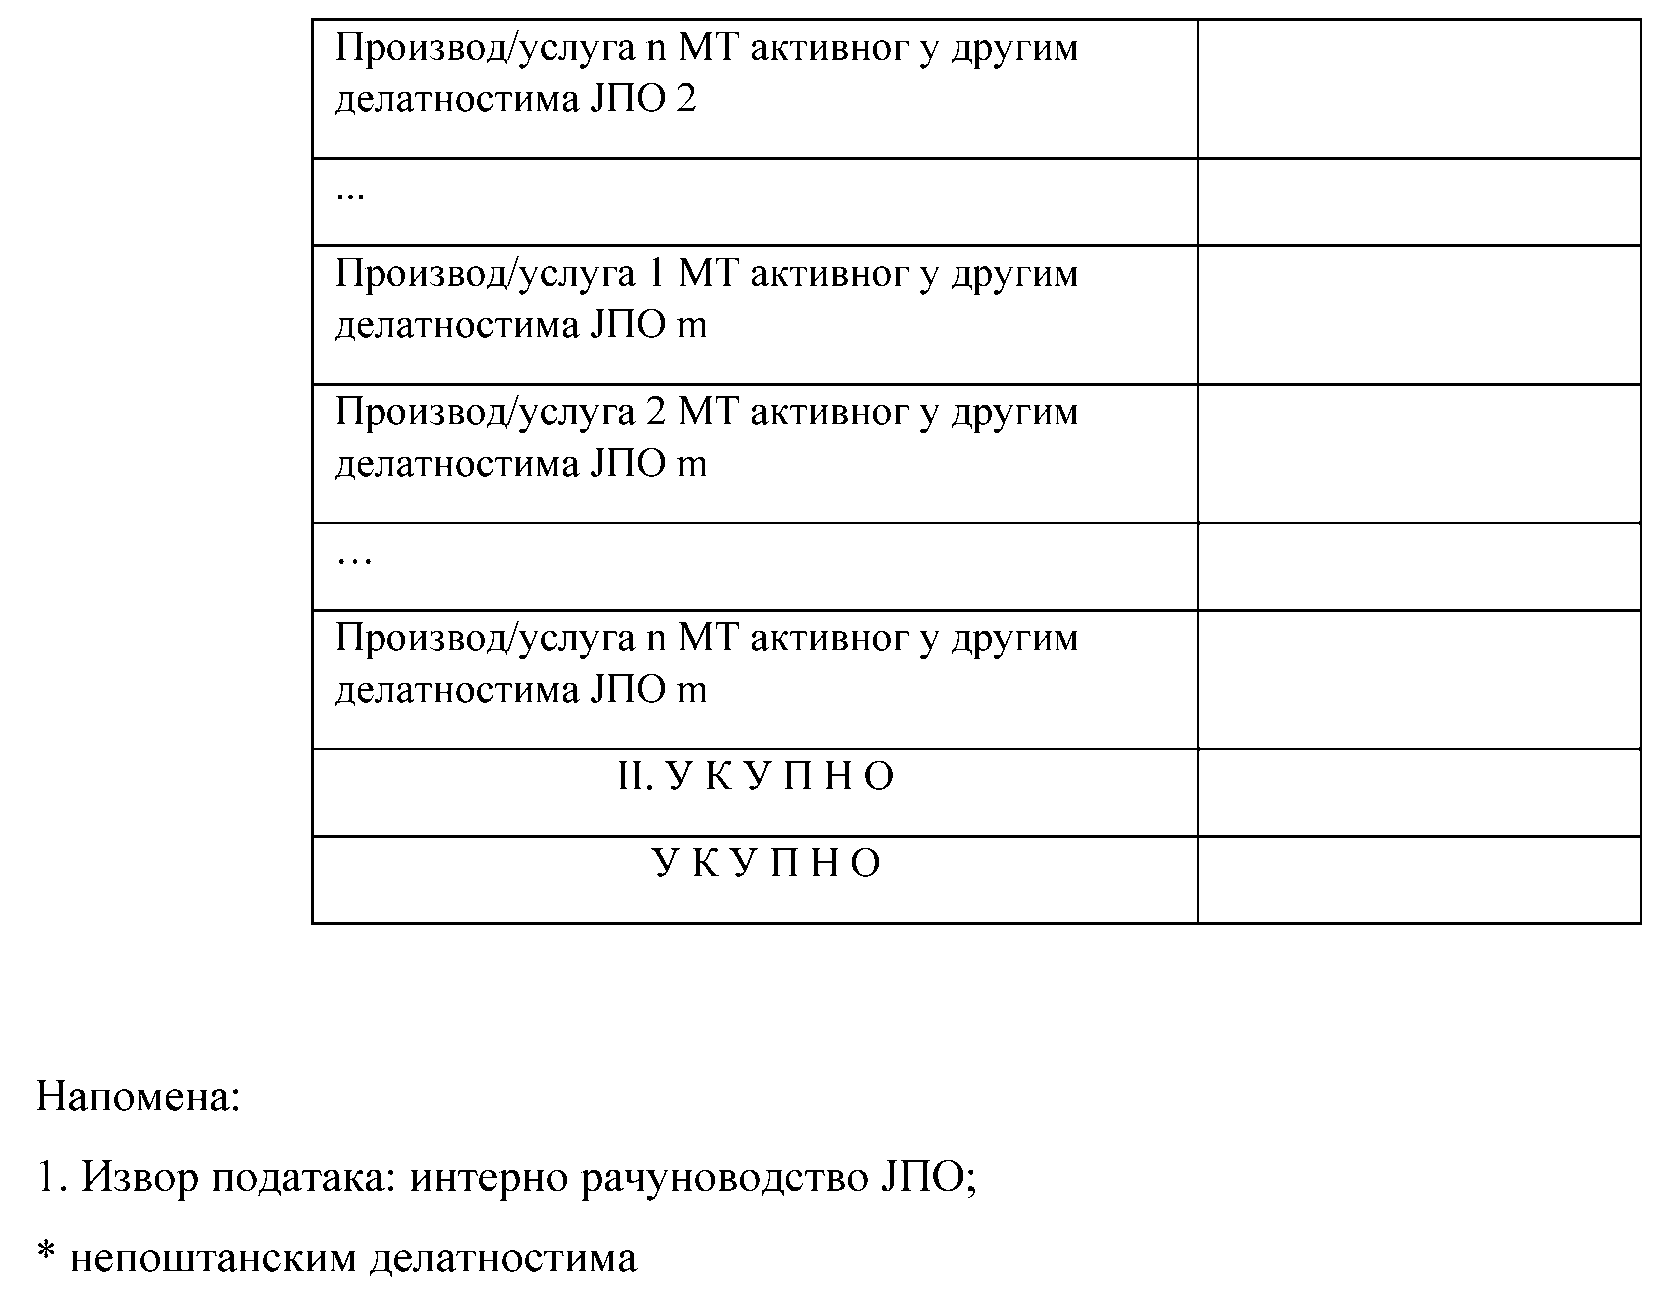 Производ/услуга n МТ активног у другим
делатностима ЈПО 2
...
Производ/услуга 1 МТ активног у другим
делатностима ЈПО m
Производ/услуга 2 МТ активног у другим
делатностима ЈПО m
…
Производ/услуга n МТ активног у другим
делатностима ЈПО m
II. У К У П Н О
У К У П Н О
Напомена:
1. Извор података: интерно рачуноводство ЈПО;
* непоштанским делатностима